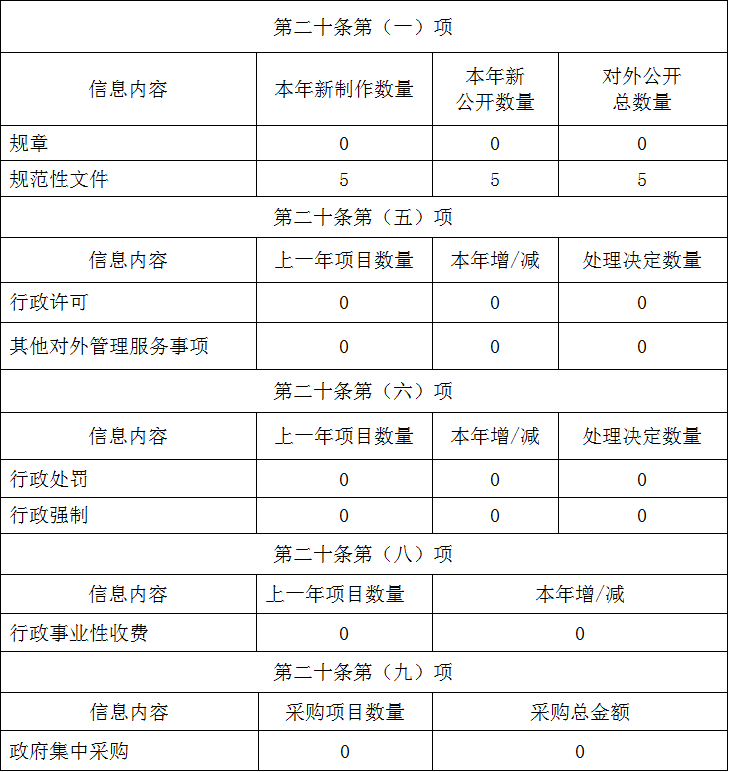 第二十条第（一）项
信息内容 本年新制作数量 本年新公开数量 对外公开总数量
规章 0 0 0
规范性文件 5 5 5
第二十条第（五）项
信息内容 上一年项目数量 本年增/减 处理决定数量
行政许可 0 0 0
其他对外管理服务事项 0 0 0
第二十条第（六）项
信息内容 上一年项目数量 本年增/减 处理决定数量
行政处罚 0 0 0
行政强制 0 0 0
第二十条第（八）项
信息内容 上一年项目数量 本年增/减
行政事业性收费 0 0
第二十条第（九）项
信息内容 采购项目数量 采购总金额
政府集中采购 0 0